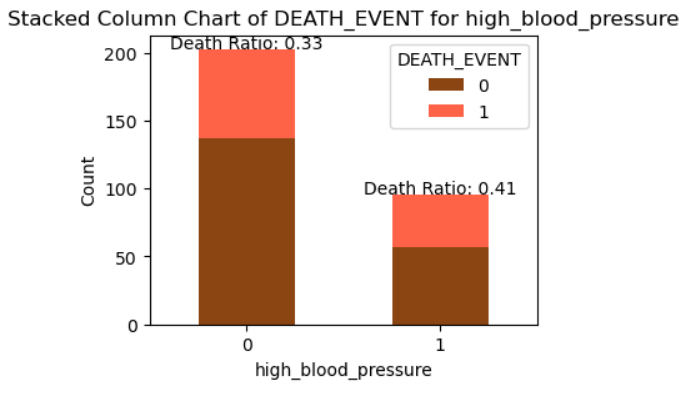 Stacked Column Chart of DEATH_EVENT for high_blood_pressure
200
150
100
50
0
Count
Death Ratio: 0.33
Death Ratio: 0.41
DEATH_EVENT
0
1
0
1
high_blood_pressure